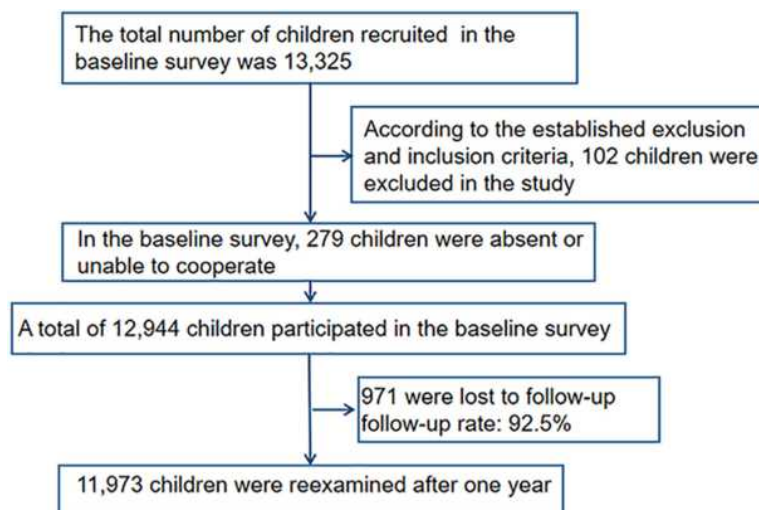 The total number of children recruited in the
baseline survey was 13,325
According to the established exclusion
and inclusion criteria, 102 children were
excluded in the study
In the baseline survey, 279 children were absent or
unable to cooperate
A total of 12,944 children participated in the baseline survey
971 were lost to follow-up
follow-up rate: 92.5%
11,973 children were reexamined after one year